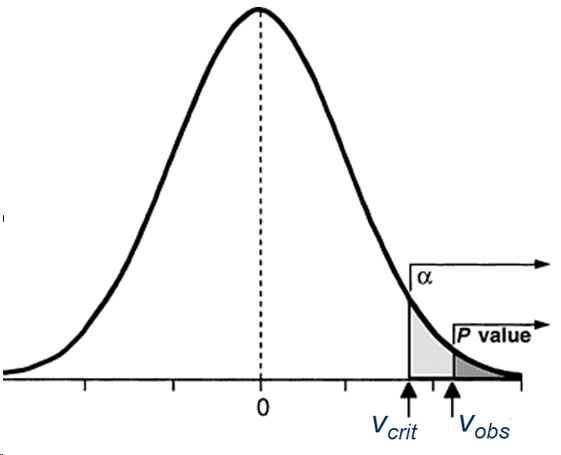 α
P value
0
vcrit
vobs